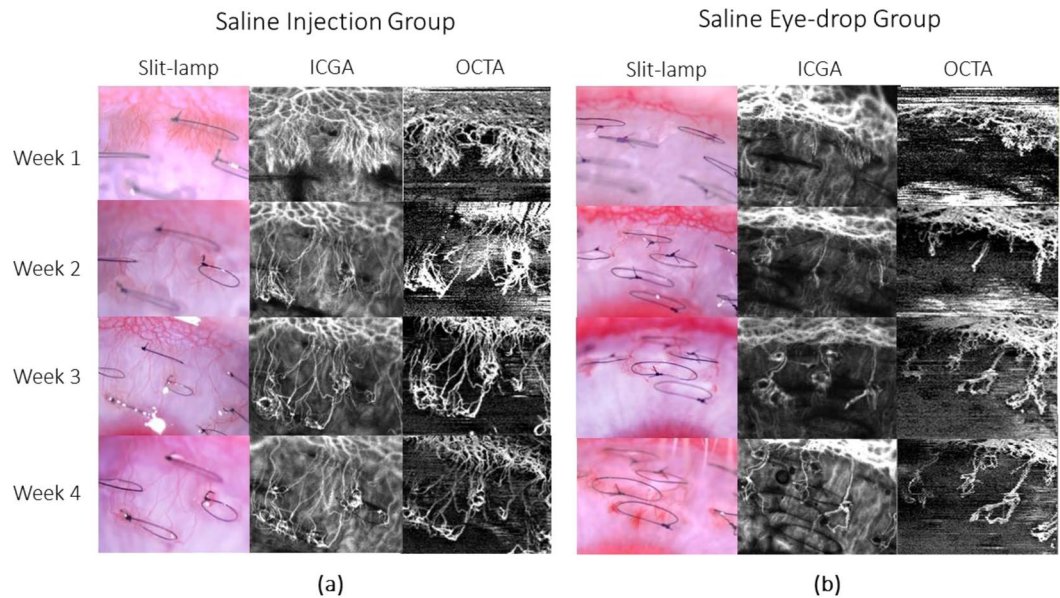 Saline Injection Group
Saline Eye-drop Group
Slit-lamp ICGA OCTA
Slit-lamp ICGA OCTA
Week 1
Week 2
Week 3
Week 4
(a)
(b)